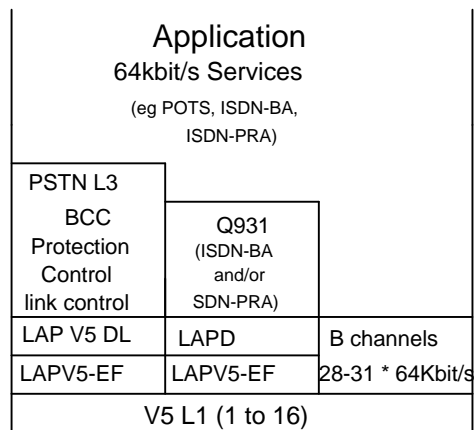 Application
64kbit/s Services
(eg POTS, ISDN-BA,
ISDN-PRA)
PSTN L3
BCC
Protection
Control
link control
Q931
(ISDN-BA
and/or
SDN-PRA)
LAP V5 DL
LAPD
B channels
LAPV5-EF
LAPV5-EF
28-31 * 64Kbit/s
V5 L1 (1 to 16)